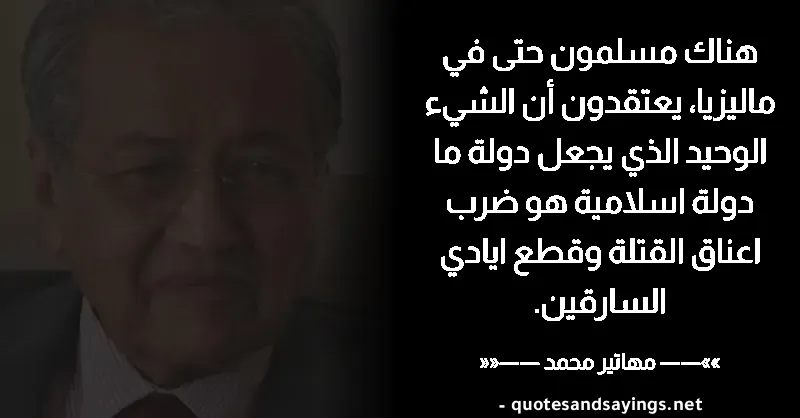 هناك مسلمون حتى في
ماليزيا، يعتقدون أن الشيء
الوحيد الذي يجعل دولة ما
دولة اسلامية هو ضرب
اعناق القتلة وقطع ايادي
السارقين.
««—— مهاتير محمد ——»»
- quotesandsayings.net